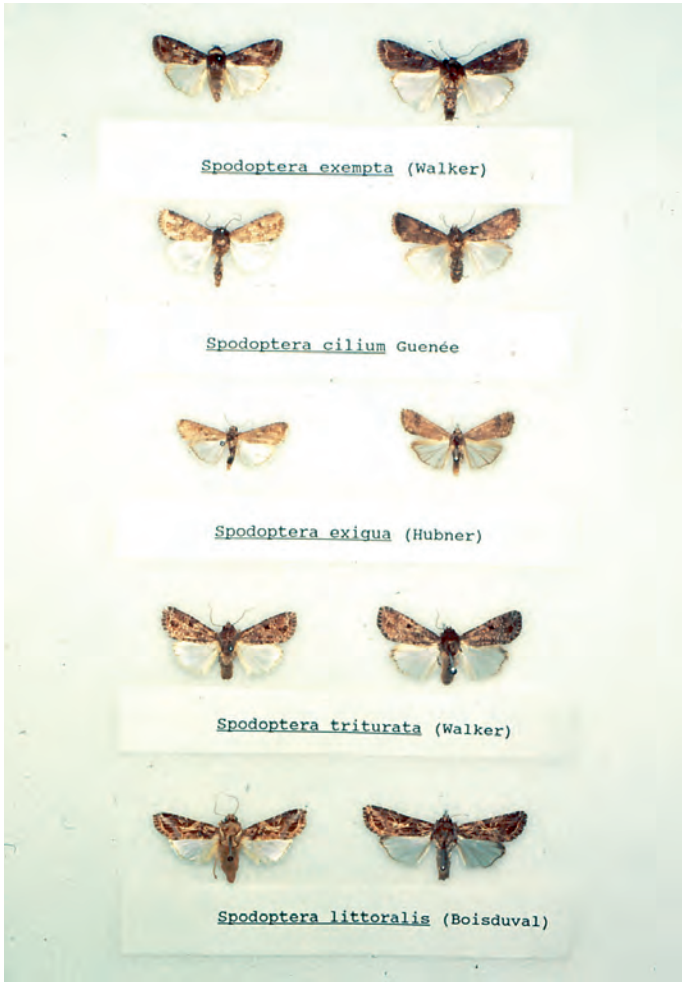 Spodoptera exempta (Walker)
Spodoptera cilium Guenée
Spodoptera exigua (Hubner)
Spodoptera triturata (Walker)
Spodoptera littoralis (Boisduval)